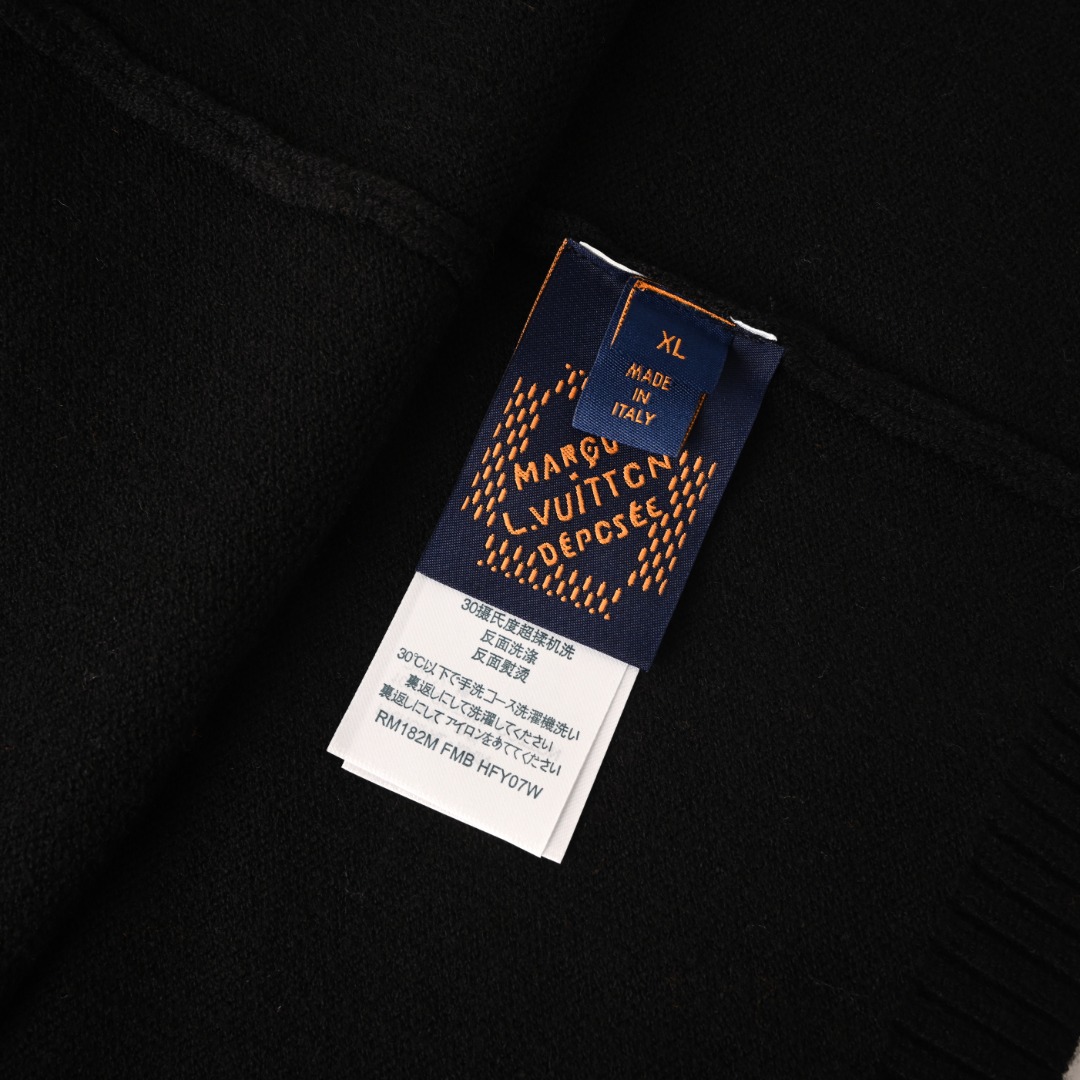 XL
MADE
IN
ITALY
MARQU
L.VUITTON
DÉPOSÉE
30摄氏度超揉机洗
反面洗涤
反面熨烫
30℃以下で手洗コース洗濯機洗い
裏返しにして洗濯してください
裏返しにしてアイロンをあててください
RM182M FMB HFY07W